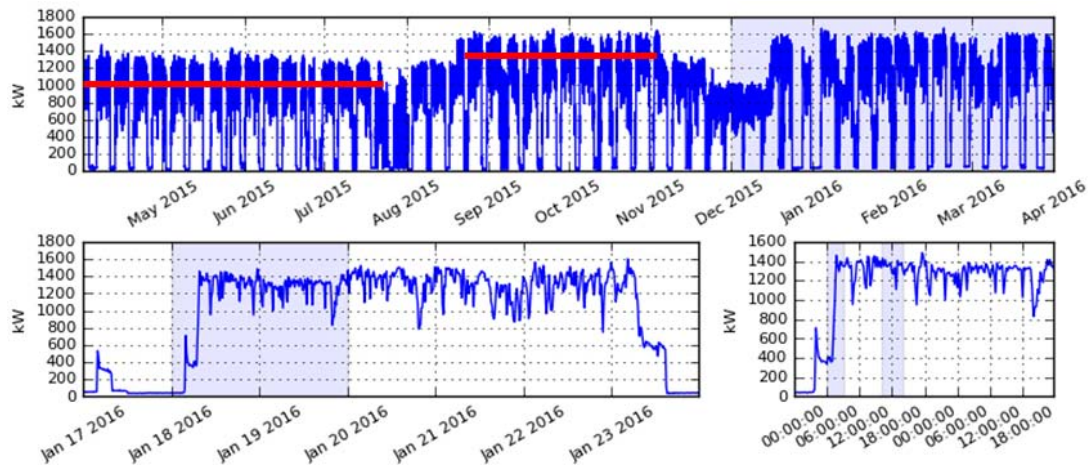 1800
1600
1400
1200
1000
800
600
400
200
0
kW
May 2015
Jun 2015
Jul 2015
Aug 2015
Sep 2015
Oct 2015
Nov 2015
Dec 2015
Jan 2016
Feb 2016
Mar 2016
Apr 2016
1800
1600
1400
1200
1000
800
600
400
200
0
kW
Jan 17 2016
Jan 18 2016
Jan 19 2016
Jan 20 2016
Jan 21 2016
Jan 22 2016
Jan 23 2016
1600
1400
1200
1000
800
600
400
200
0
kW
00:00:00
06:00:00
12:00:00
18:00:00
00:00:00
06:00:00
12:00:00
18:00:00